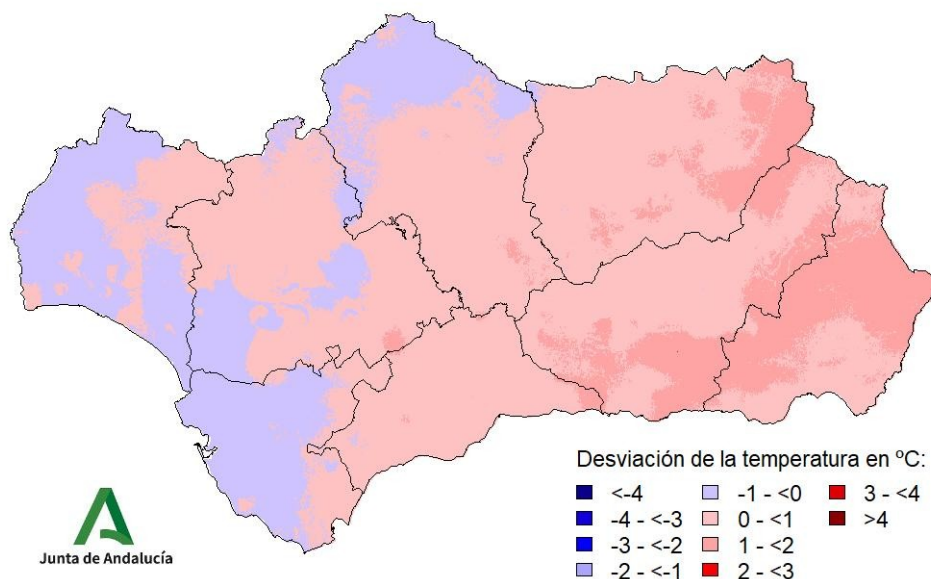 Desviación de la temperatura en ºC:
<-4 -1 - <0 3 - <4
-4 - <-3 0 - <1 >4
-3 - <-2 1 - <2
-2 - <-1 2 - <3
Junta de Andalucía